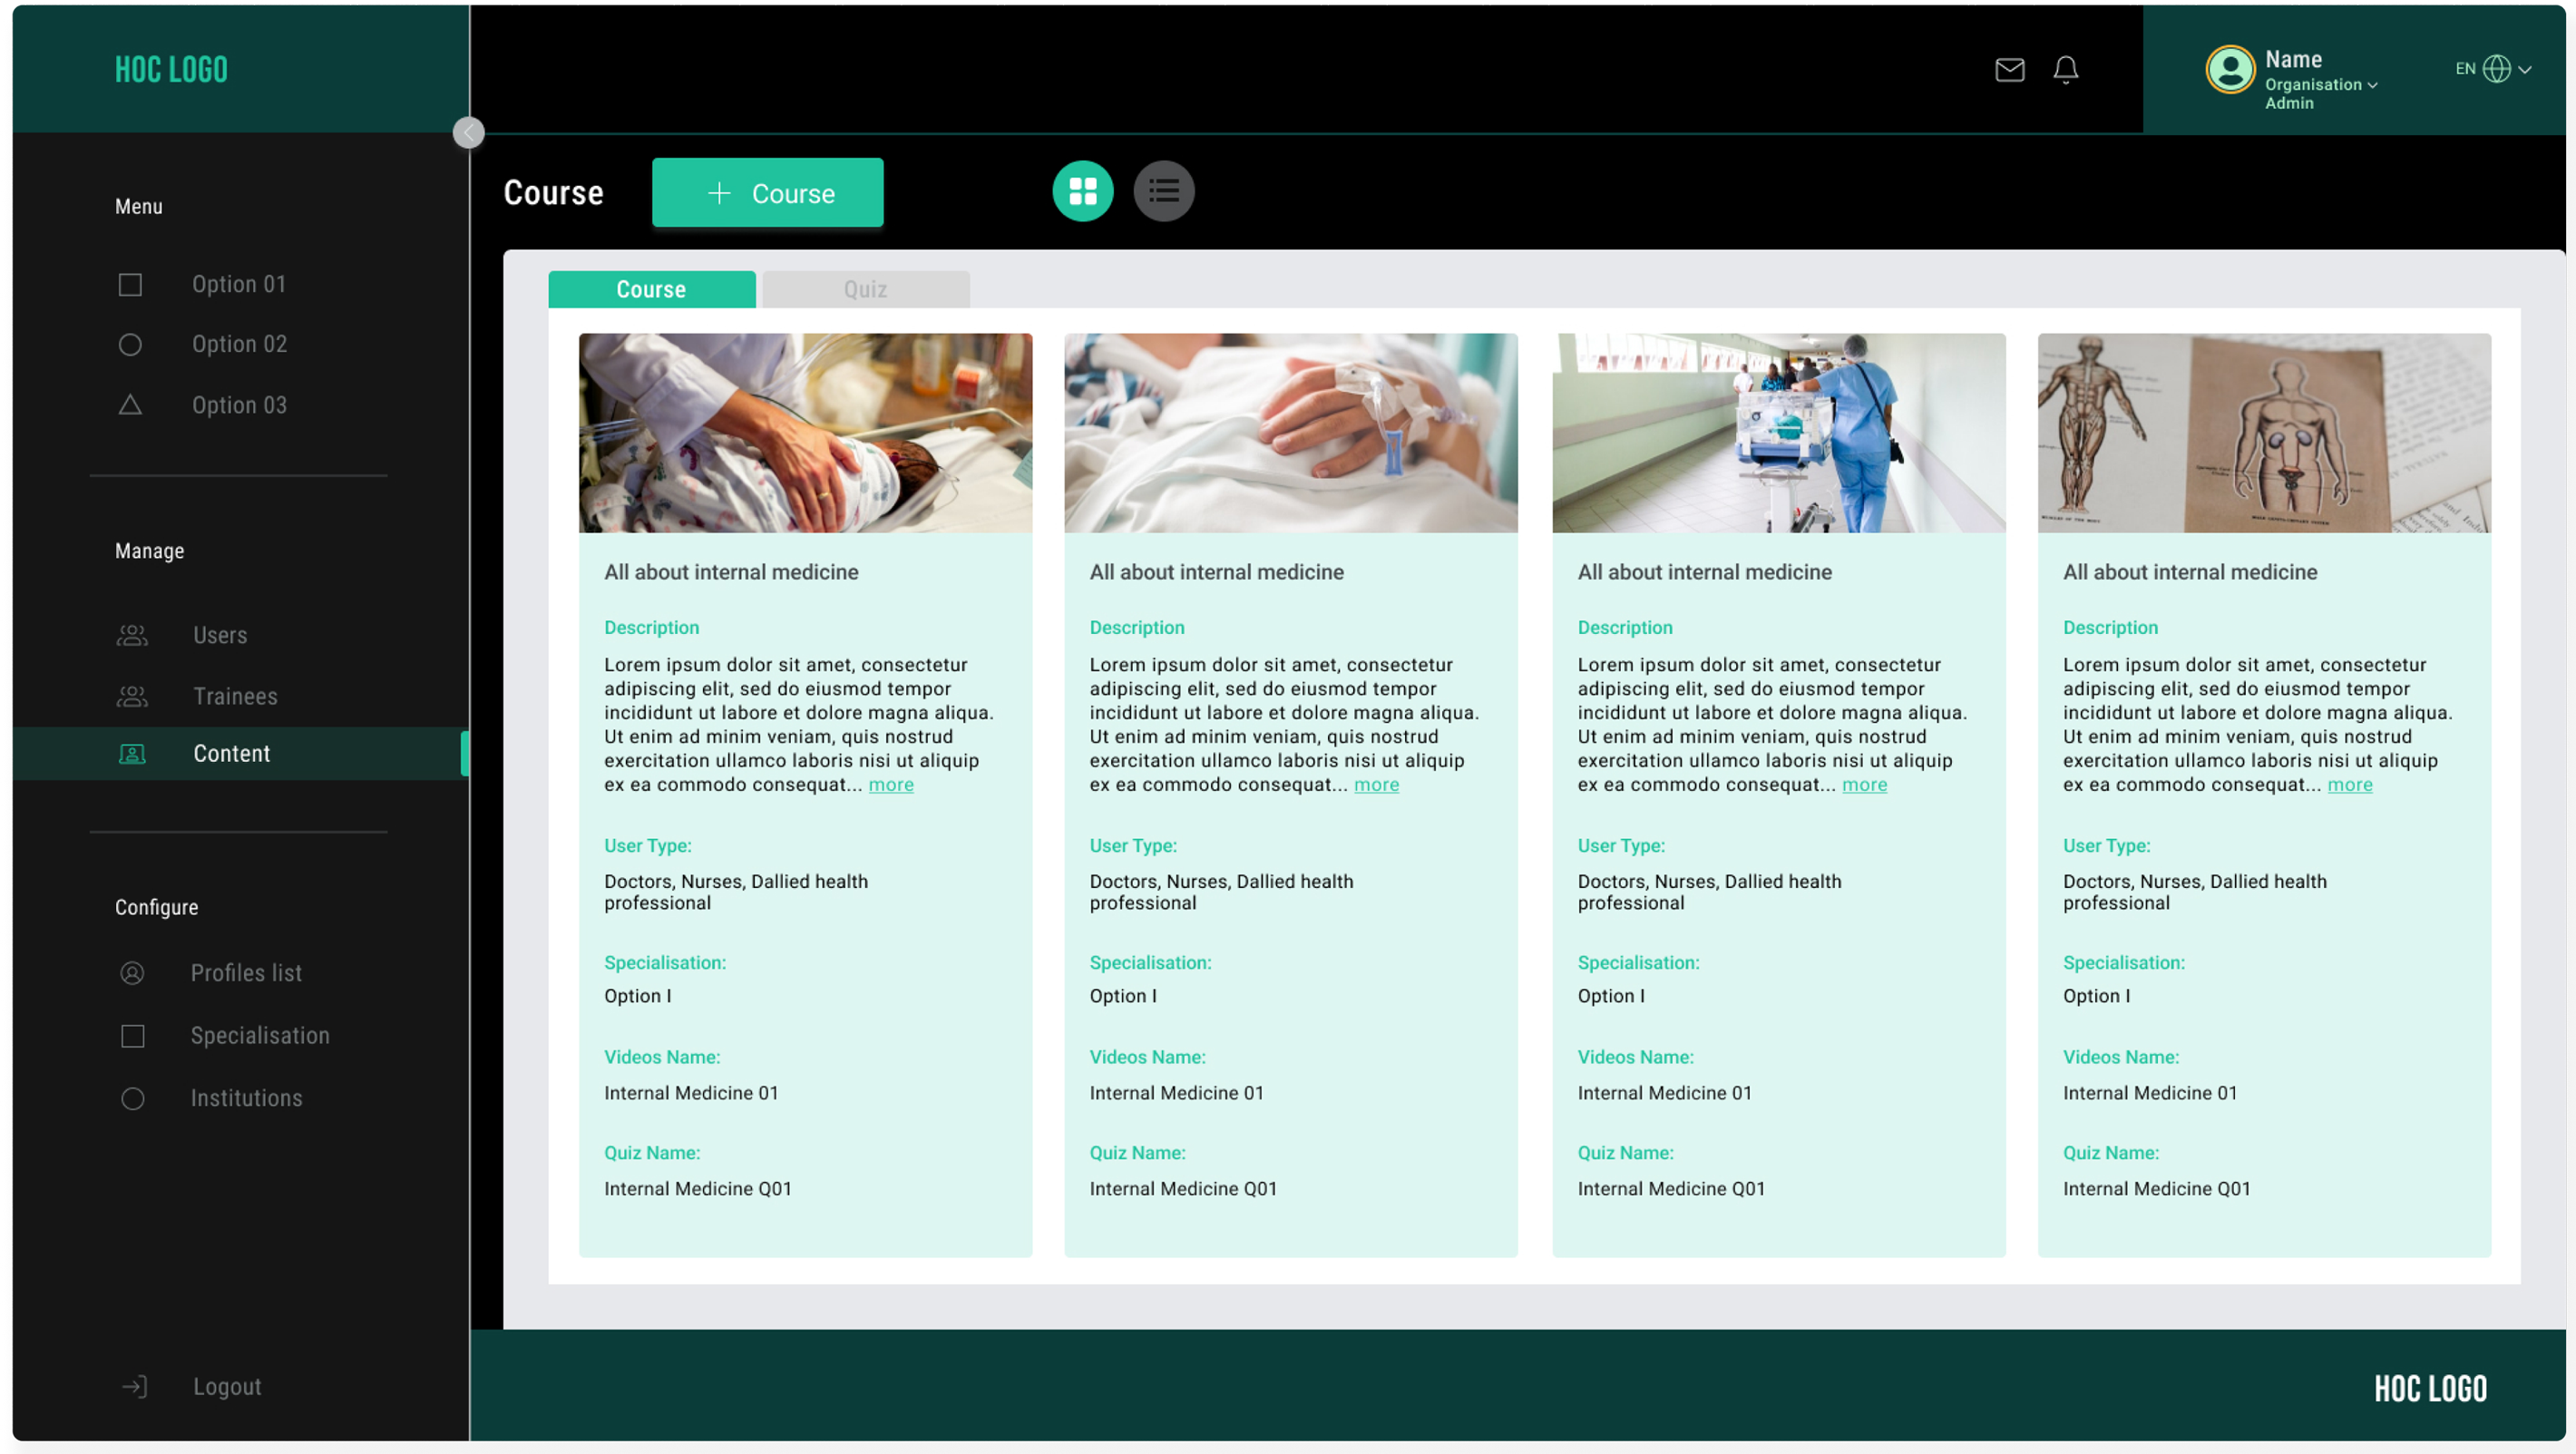 HOC LOGO
Name
Organisation
Admin
EN
Menu
Option 01
Option 02
Option 03
Manage
Users
Trainees
Content
Configure
Profiles list
Specialisation
Institutions
Logout
Course
+ Course
Course
Quiz
All about internal medicine
Description
Lorem ipsum dolor sit amet, consectetur
adipiscing elit, sed do eiusmod tempor
incididunt ut labore et dolore magna aliqua.
Ut enim ad minim veniam, quis nostrud
exercitation ullamco laboris nisi ut aliquip
ex ea commodo consequat... more
User Type:
Doctors, Nurses, Dallied health
professional
Specialisation:
Option I
Videos Name:
Internal Medicine 01
Quiz Name:
Internal Medicine Q01
All about internal medicine
Description
Lorem ipsum dolor sit amet, consectetur
adipiscing elit, sed do eiusmod tempor
incididunt ut labore et dolore magna aliqua.
Ut enim ad minim veniam, quis nostrud
exercitation ullamco laboris nisi ut aliquip
ex ea commodo consequat... more
User Type:
Doctors, Nurses, Dallied health
professional
Specialisation:
Option I
Videos Name:
Internal Medicine 01
Quiz Name:
Internal Medicine Q01
All about internal medicine
Description
Lorem ipsum dolor sit amet, consectetur
adipiscing elit, sed do eiusmod tempor
incididunt ut labore et dolore magna aliqua.
Ut enim ad minim veniam, quis nostrud
exercitation ullamco laboris nisi ut aliquip
ex ea commodo consequat... more
User Type:
Doctors, Nurses, Dallied health
professional
Specialisation:
Option I
Videos Name:
Internal Medicine 01
Quiz Name:
Internal Medicine Q01
All about internal medicine
Description
Lorem ipsum dolor sit amet, consectetur
adipiscing elit, sed do eiusmod tempor
incididunt ut labore et dolore magna aliqua.
Ut enim ad minim veniam, quis nostrud
exercitation ullamco laboris nisi ut aliquip
ex ea commodo consequat... more
User Type:
Doctors, Nurses, Dallied health
professional
Specialisation:
Option I
Videos Name:
Internal Medicine 01
Quiz Name:
Internal Medicine Q01
HOC LOGO